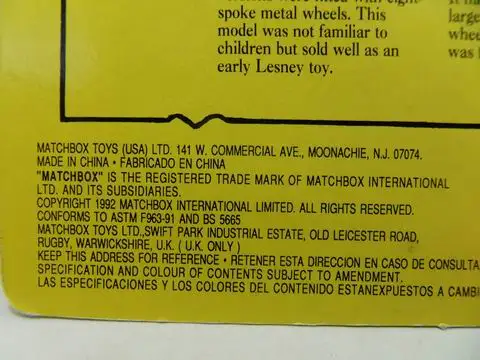 spoke metal wheels. This
model was not familiar to
children but sold well as an
early Lesney toy.
large
whee
was
MATCHBOX TOYS (USA) LTD. 141 W. COMMERCIAL AVE., MOONACHIE, N.J. 07074.
MADE IN CHINA • FABRICADO EN CHINA
"MATCHBOX" IS THE REGISTERED TRADE MARK OF MATCHBOX INTERNATIONAL
LTD. AND ITS SUBSIDIARIES.
COPYRIGHT 1992 MATCHBOX INTERNATIONAL LIMITED. ALL RIGHTS RESERVED.
CONFORMS TO ASTM F963-91 AND BS 5665
MATCHBOX TOYS LTD.,SWIFT PARK INDUSTRIAL ESTATE, OLD LEICESTER ROAD,
RUGBY, WARWICKSHIRE, U.K. ( U.K. ONLY )
KEEP THIS ADDRESS FOR REFERENCE • RETENER ESTA DIRECCION EN CASO DE CONSULTA
SPECIFICATION AND COLOUR OF CONTENTS SUBJECT TO AMENDMENT.
LAS ESPECIFICACIONES Y LOS COLORES DEL CONTENIDO ESTANEXPUESTOS A CAMBI